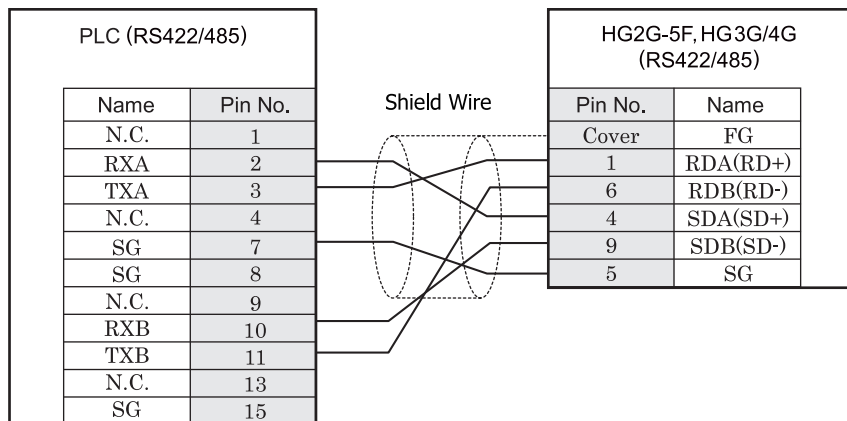 PLC (RS422/485)
Name Pin No.
N.C. 1
RXA 2
TXA 3
N.C. 4
SG 7
SG 8
N.C. 9
RXB 10
TXB 11
N.C. 13
SG 15
Shield Wire
HG2G-5F, HG3G/4G
(RS422/485)
Pin No. Name
Cover FG
1 RDA(RD+)
6 RDB(RD-)
4 SDA(SD+)
9 SDB(SD-)
5 SG